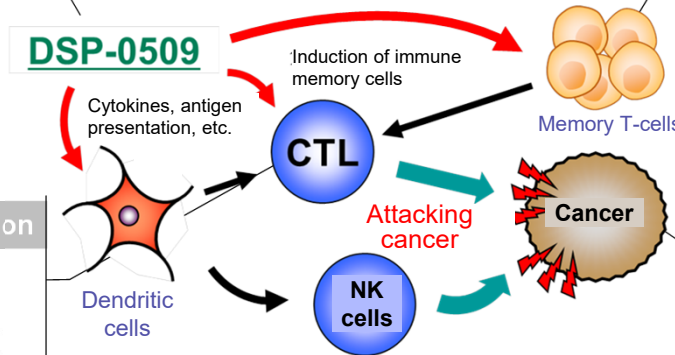 DSP-0509
Induction of immune
memory cells
Cytokines, antigen
presentation, etc.
CTL
Memory T-cells
Attacking
cancer
Cancer
on
Dendritic
cells
NK
cells